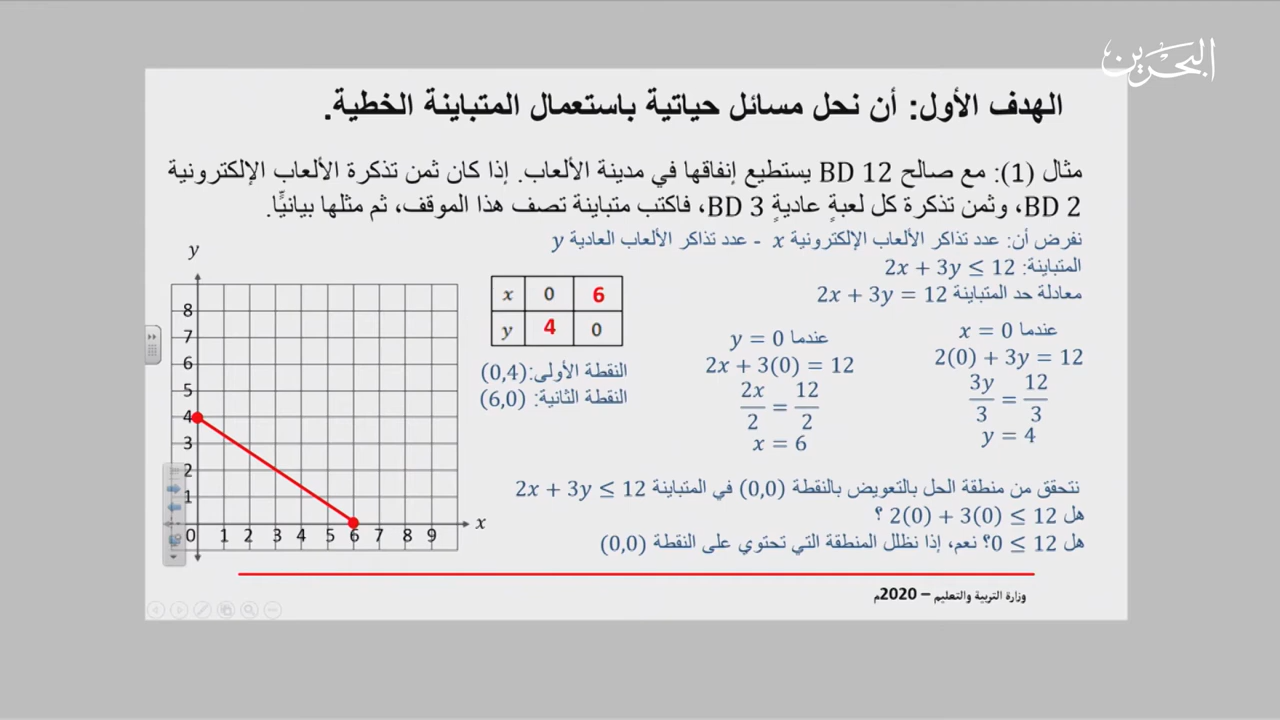 البحرين
الهدف الأول: أن نحل مسائل حياتية باستعمال المتباينة الخطية.
مثال (1): مع صالح 12 BD يستطيع إنفاقها في مدينة الألعاب. إذا كان ثمن تذكرة الألعاب الإلكترونية
2 BD، وثمن تذكرة كل لعبةٍ عاديةٍ 3 BD، فاكتب متباينة تصف هذا الموقف، ثم مثلها بيانيًّا.
نفرض أن: عدد تذاكر الألعاب الإلكترونية x - عدد تذاكر الألعاب العادية y
المتباينة: 2x + 3y ≤ 12
معادلة حد المتباينة 2x + 3y = 12
عندما x = 0
2(0) + 3y = 12
3y/3 = 12/3
y = 4
عندما y = 0
2x + 3(0) = 12
2x/2 = 12/2
x = 6
x 0 6
y 4 0
النقطة الأولى: (0,4)
النقطة الثانية: (6,0)
y
8
7
6
5
4
3
2
1
0 1 2 3 4 5 6 7 8 9 x
نتحقق من منطقة الحل بالتعويض بالنقطة (0,0) في المتباينة 2x + 3y ≤ 12
هل 2(0) + 3(0) ≤ 12 ؟
هل 0 ≤ 12؟ نعم، إذا نظلل المنطقة التي تحتوي على النقطة (0,0)
وزارة التربية والتعليم – 2020م